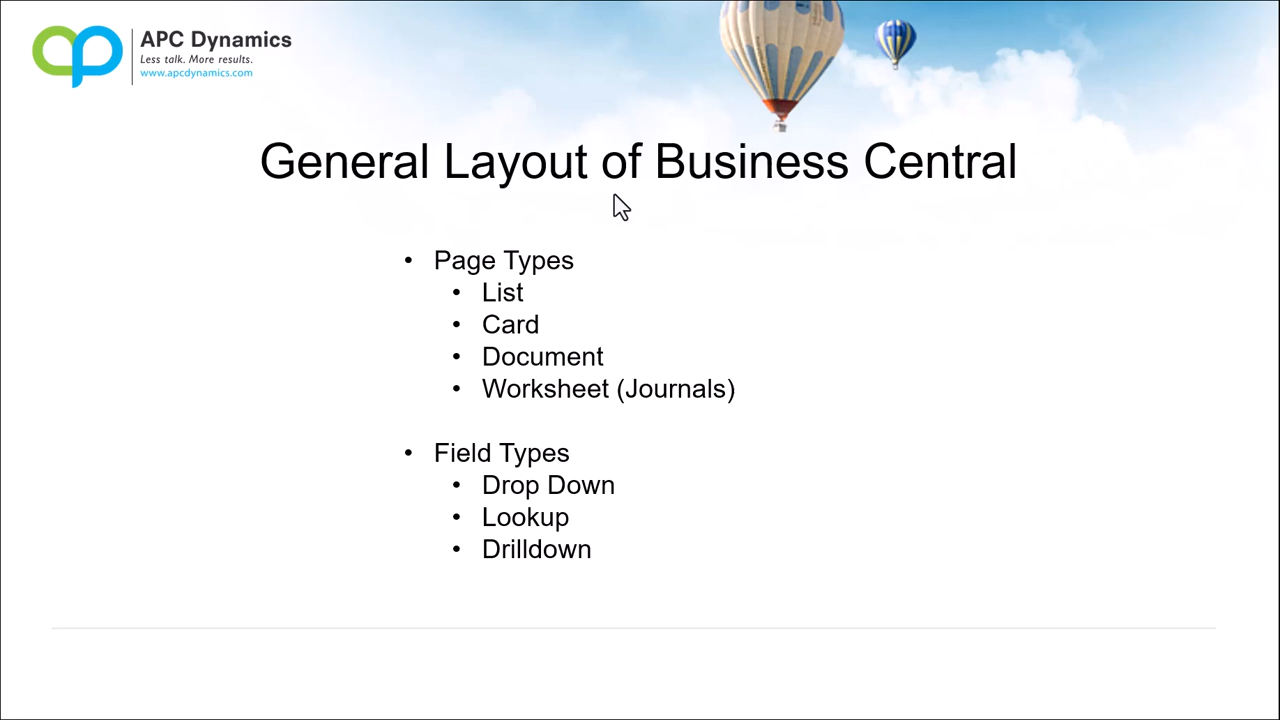 APC Dynamics
Less talk. More results.
www.apcdynamics.com
General Layout of Business Central
• Page Types
• List
• Card
• Document
• Worksheet (Journals)
• Field Types
• Drop Down
• Lookup
• Drilldown